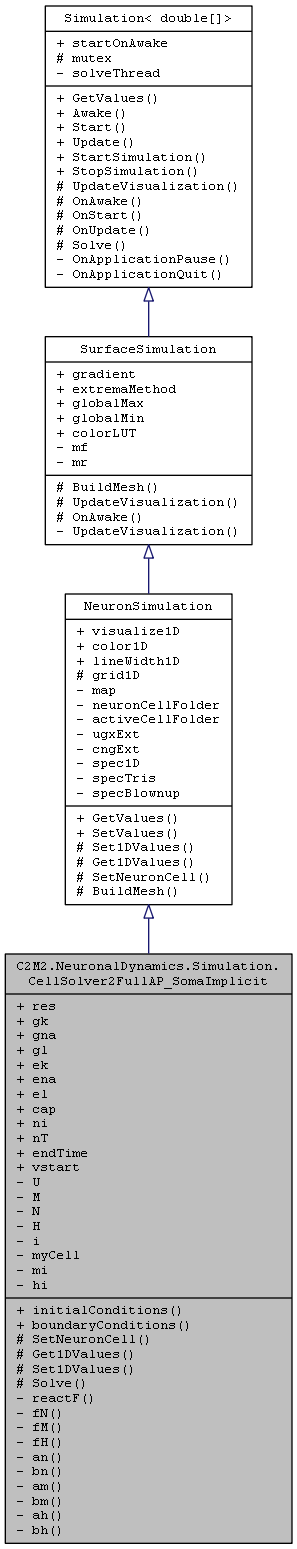 Simulation< double[]>
+ startOnAwake
# mutex
- solveThread
+ GetValues()
+ Awake()
+ Start()
+ Update()
+ StartSimulation()
+ StopSimulation()
# UpdateVisualization()
# OnAwake()
# OnStart()
# OnUpdate()
# Solve()
- OnApplicationPause()
- OnApplicationQuit()
SurfaceSimulation
+ gradient
+ extremaMethod
+ globalMax
+ globalMin
+ colorLUT
- mf
- mr
# BuildMesh()
# UpdateVisualization()
# OnAwake()
- UpdateVisualization()
NeuronSimulation
+ visualize1D
+ color1D
+ lineWidth1D
# grid1D
- map
- neuronCellFolder
- activeCellFolder
- ugxExt
- cngExt
- spec1D
- specTris
- specBlownup
+ GetValues()
+ SetValues()
# Set1DValues()
# Get1DValues()
# SetNeuronCell()
# BuildMesh()
C2M2.NeuronalDynamics.Simulation.
CellSolver2FullAP_SomaImplicit
+ res
+ gk
+ gna
+ gl
+ ek
+ ena
+ el
+ cap
+ ni
+ nT
+ endTime
+ vstart
- U
- M
- N
- H
- i
- myCell
- mi
- hi
+ initialConditions()
+ boundaryConditions()
# SetNeuronCell()
# Get1DValues()
# Set1DValues()
# Solve()
- reactF()
- fN()
- fM()
- fH()
- an()
- bn()
- am()
- bm()
- ah()
- bh()